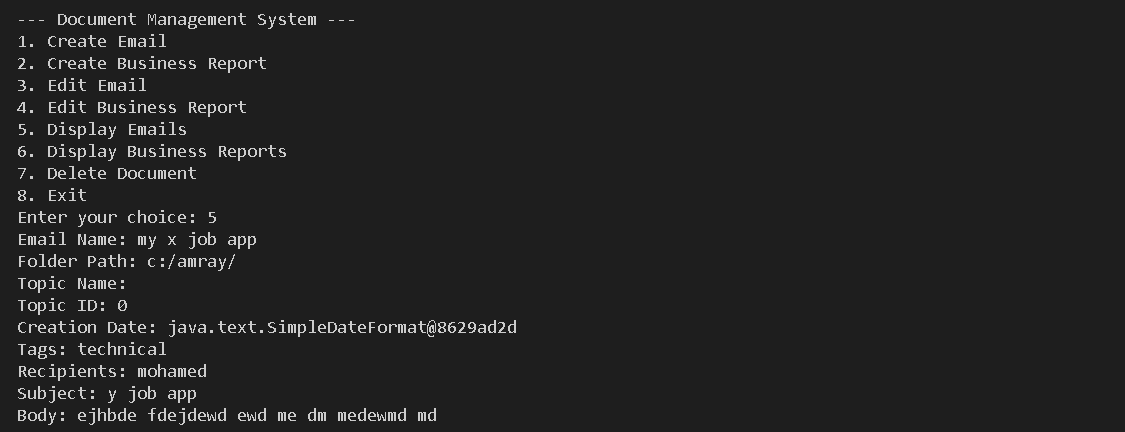 --- Document Management System ---
1. Create Email
2. Create Business Report
3. Edit Email
4. Edit Business Report
5. Display Emails
6. Display Business Reports
7. Delete Document
8. Exit
Enter your choice: 5
Email Name: my x job app
Folder Path: c:/amray/
Topic Name:
Topic ID: 0
Creation Date: java.text.SimpleDateFormat@8629ad2d
Tags: technical
Recipients: mohamed
Subject: y job app
Body: ejhbde fdejdewd ewd me dm medewmd md